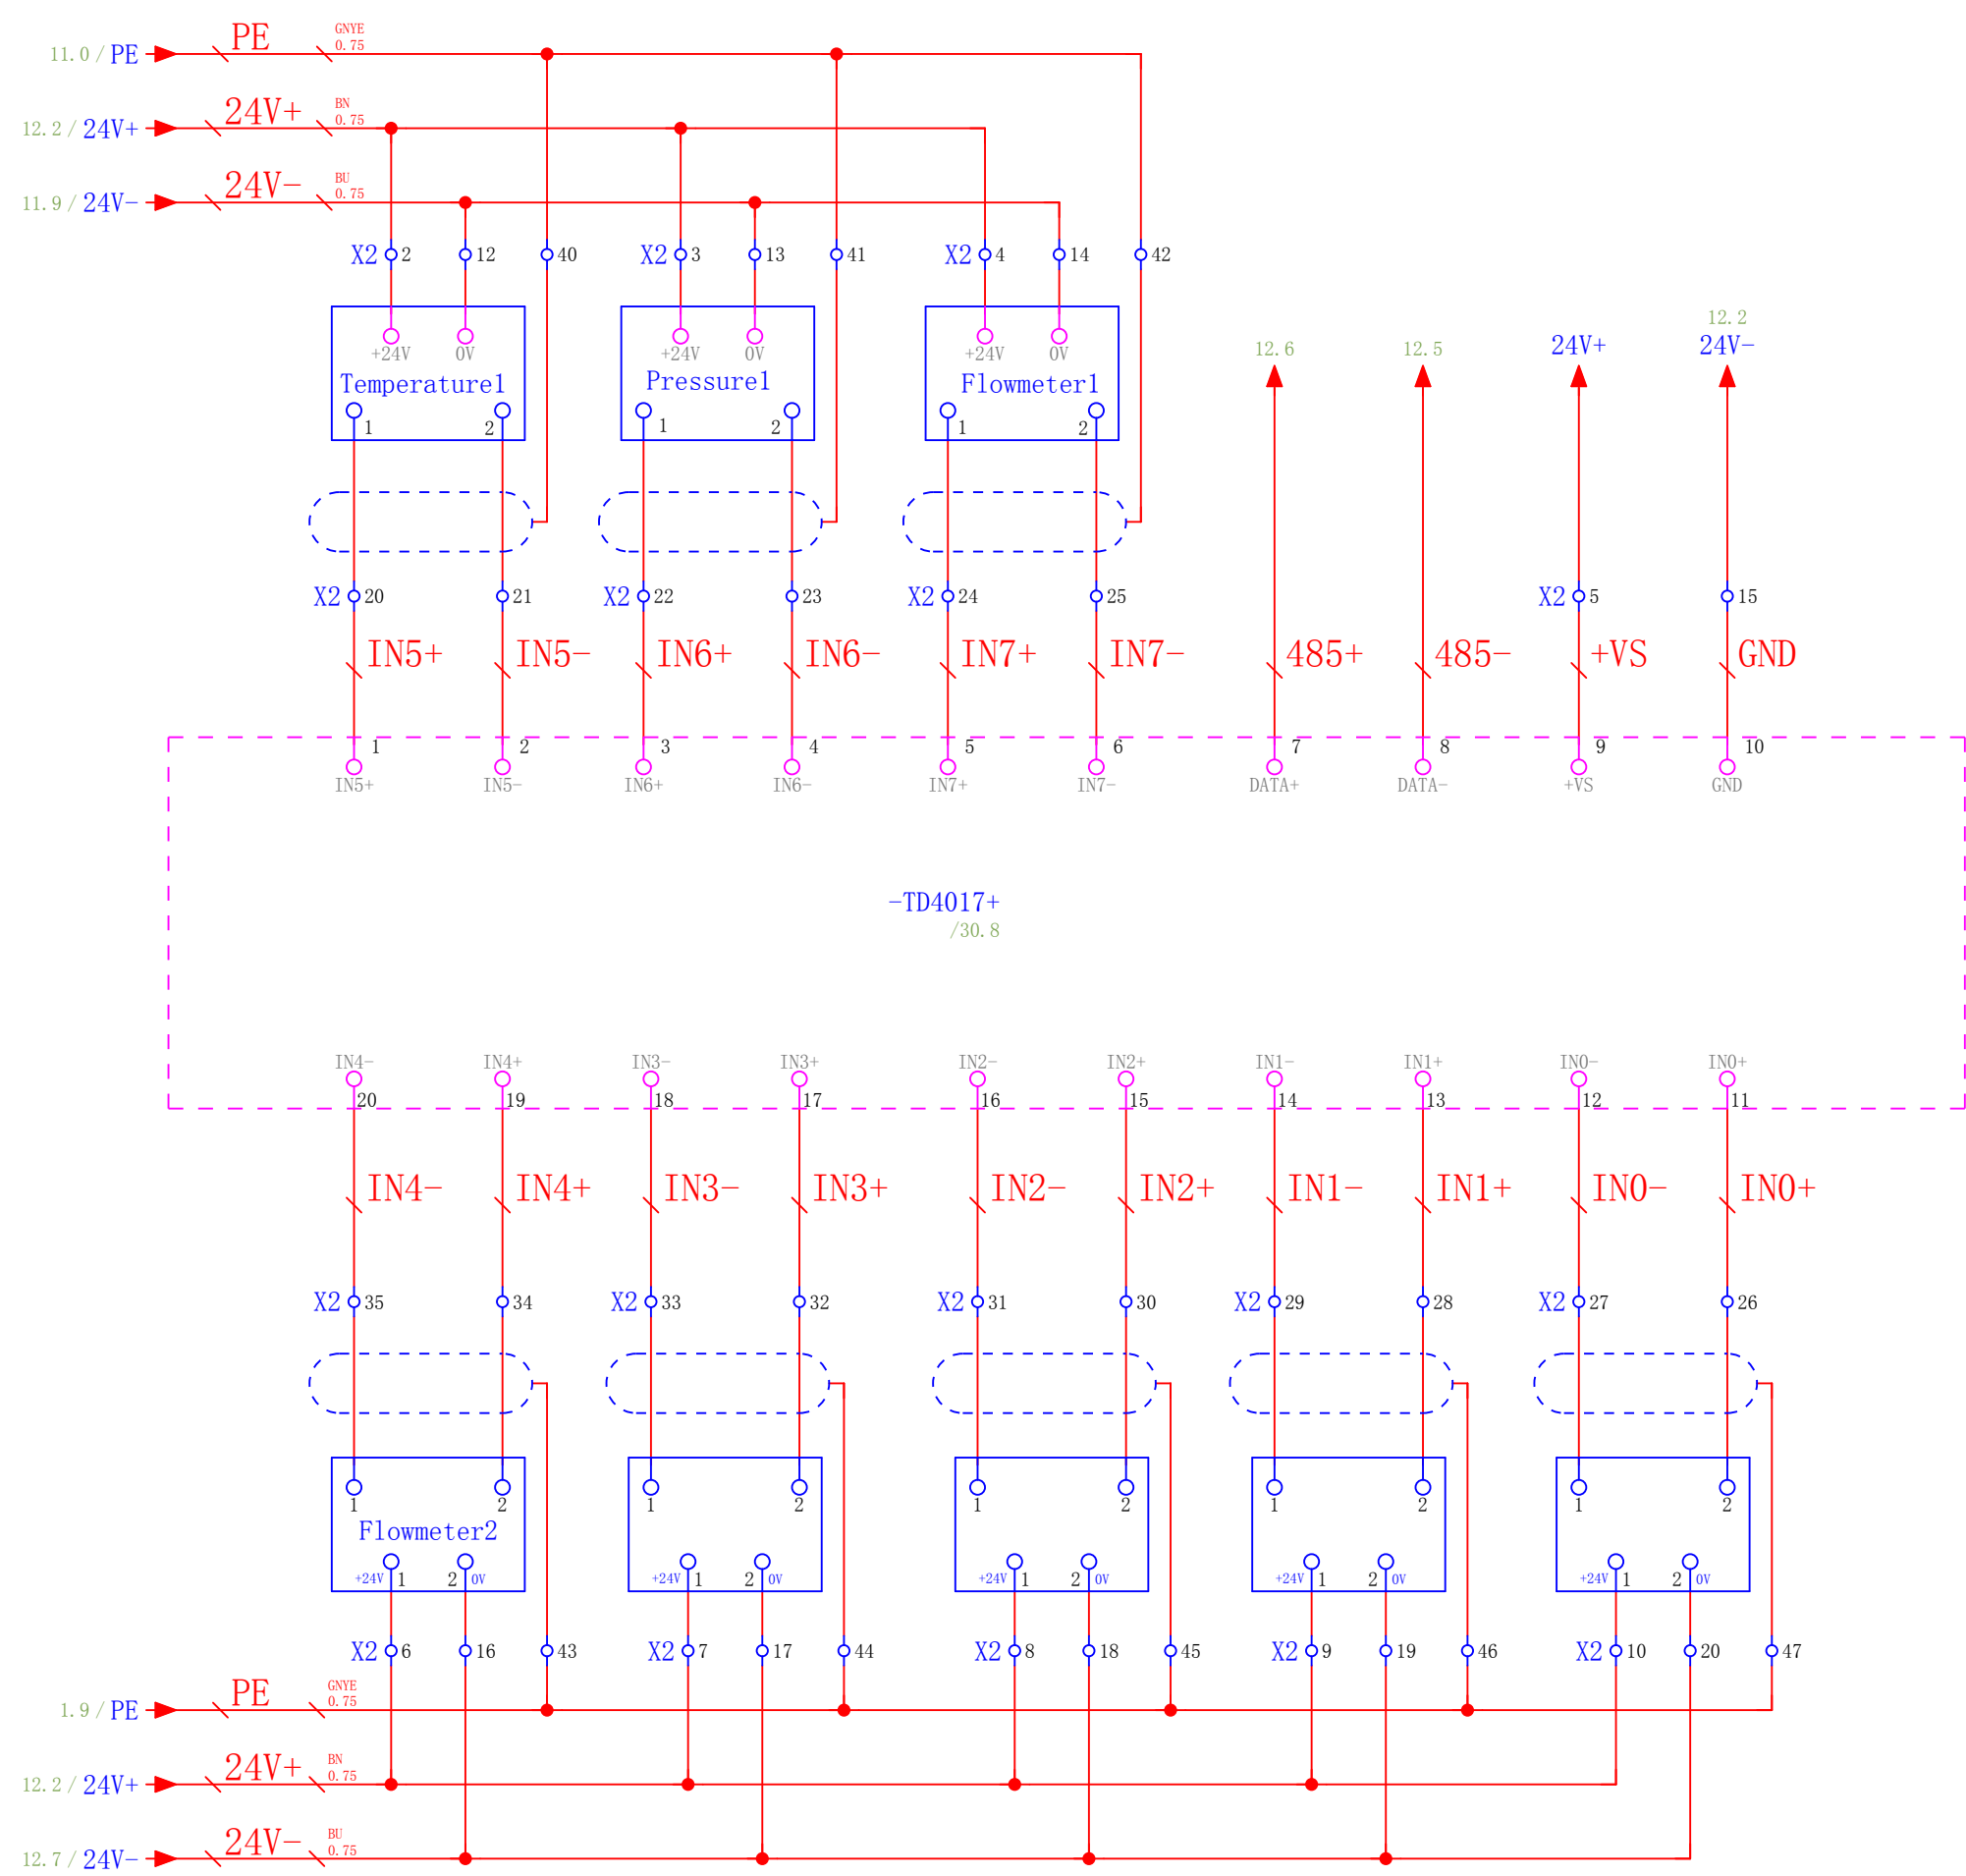 11.0 / PE PE GNYE 0.75
12.2 / 24V+ 24V+ BN 0.75
11.9 / 24V- 24V- BU 0.75
X2 2 12 40 X2 3 13 41 X2 4 14 42
+24V 0V +24V 0V +24V 0V
Temperature1 Pressure1 Flowmeter1
1 2 1 2 1 2
12.2
12.6 12.5 24V+ 24V-
X2 20 21 X2 22 23 X2 24 25 X2 5 15
IN5+ IN5- IN6+ IN6- IN7+ IN7- 485+ 485- +VS GND
1 2 3 4 5 6 7 8 9 10
IN5+ IN5- IN6+ IN6- IN7+ IN7- DATA+ DATA- +VS GND
-TD4017+
/30.8
IN4- IN4+ IN3- IN3+ IN2- IN2+ IN1- IN1+ IN0- IN0+
20 19 18 17 16 15 14 13 12 11
IN4- IN4+ IN3- IN3+ IN2- IN2+ IN1- IN1+ IN0- IN0+
X2 35 34 X2 33 32 X2 31 30 X2 29 28 X2 27 26
1 2 1 2 1 2 1 2 1 2
Flowmeter2
+24V 1 2 0V +24V 1 2 0V +24V 1 2 0V +24V 1 2 0V +24V 1 2 0V
X2 6 16 43 X2 7 17 44 X2 8 18 45 X2 9 19 46 X2 10 20 47
1.9 / PE PE GNYE 0.75
12.2 / 24V+ 24V+ BN 0.75
12.7 / 24V- 24V- BU 0.75